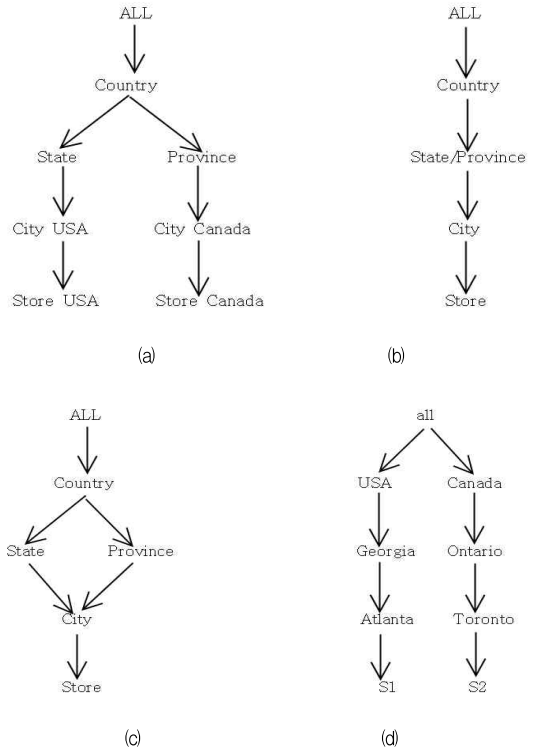 ALL
Country
State Province
City USA City Canada
Store USA Store Canada
(a)
ALL
Country
State/Province
City
Store
(b)
ALL
Country
State Province
City
Store
(c)
all
USA Canada
Georgia Ontario
Atlanta Toronto
S1 S2
(d)